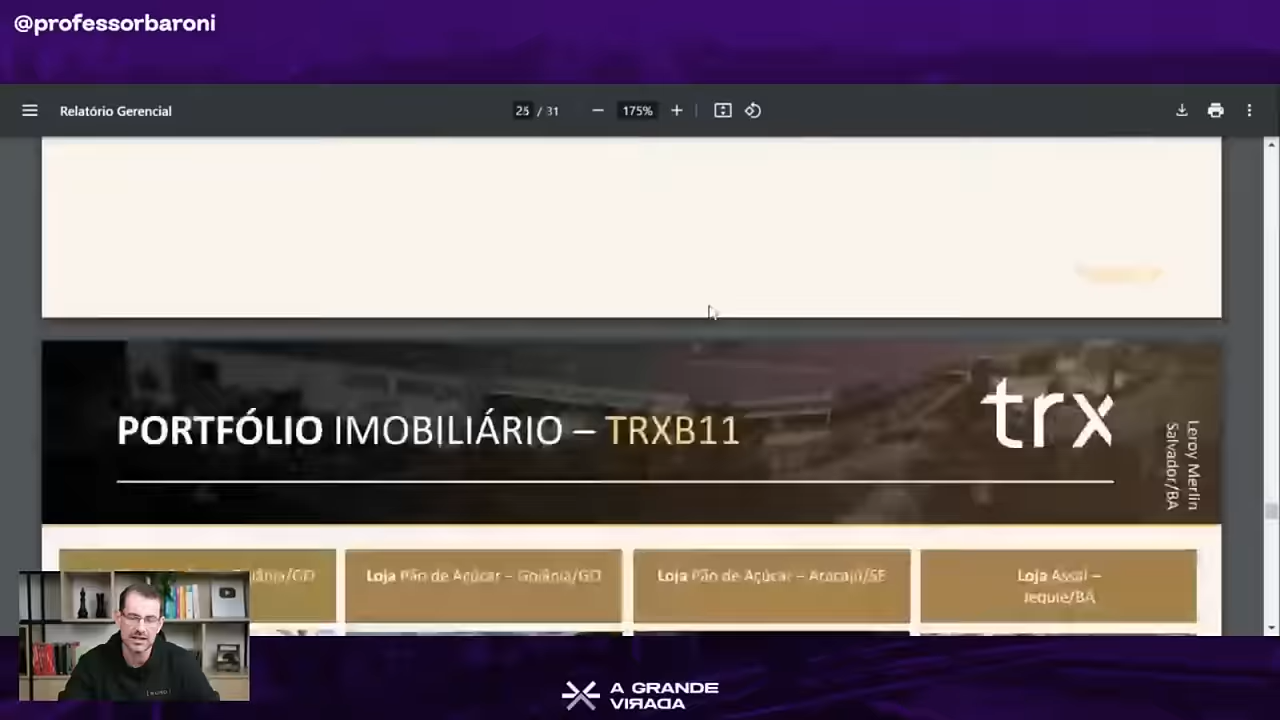 @professorbaroni
Relatório Gerencial
25 / 31
175%
PORTFÓLIO IMOBILIÁRIO – TRXB11
trx
Leroy Merlin
Salvador/BA
Loja Pão de Açúcar – Goiânia/GO
Loja Pão de Açúcar – Aracajú/SE
Loja Assaí –
Jequié/BA
A GRANDE
VIRADA